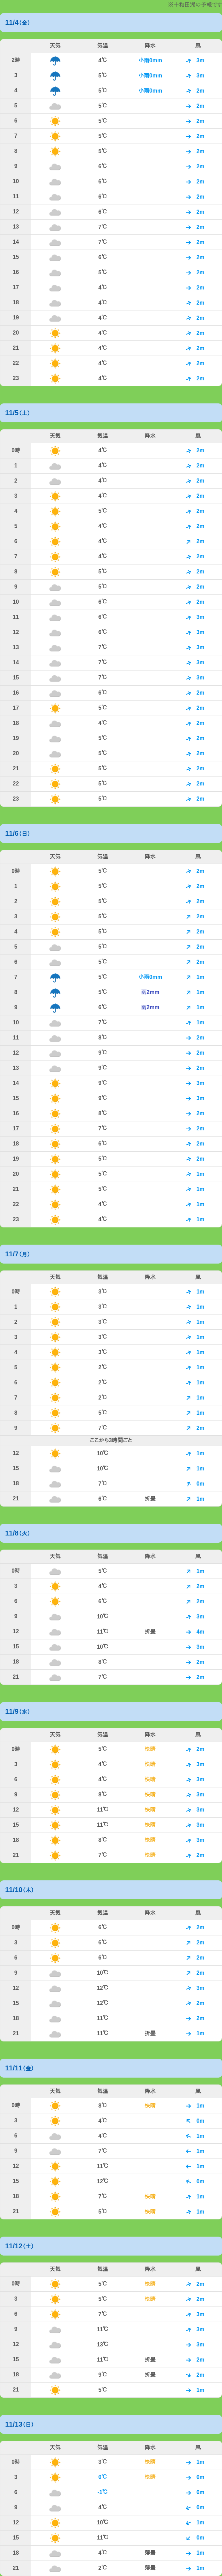 ※十和田湖の予報です
11/4(金)
天気 気温 降水 風
2時 4℃ 小雨0mm 3m
3 5℃ 小雨0mm 3m
4 5℃ 小雨0mm 2m
5 5℃ 2m
6 5℃ 2m
7 5℃ 2m
8 5℃ 2m
9 6℃ 2m
10 6℃ 2m
11 6℃ 2m
12 6℃ 2m
13 7℃ 2m
14 7℃ 2m
15 6℃ 2m
16 5℃ 2m
17 4℃ 2m
18 4℃ 2m
19 4℃ 2m
20 4℃ 2m
21 4℃ 2m
22 4℃ 2m
23 4℃ 2m
11/5(土)
天気 気温 降水 風
0時 4℃ 2m
1 4℃ 2m
2 4℃ 2m
3 4℃ 2m
4 5℃ 2m
5 4℃ 2m
6 4℃ 2m
7 4℃ 2m
8 5℃ 2m
9 5℃ 2m
10 6℃ 2m
11 6℃ 3m
12 6℃ 3m
13 7℃ 3m
14 7℃ 3m
15 7℃ 3m
16 6℃ 2m
17 5℃ 2m
18 4℃ 2m
19 5℃ 2m
20 5℃ 2m
21 5℃ 2m
22 5℃ 2m
23 5℃ 2m
11/6(日)
天気 気温 降水 風
0時 5℃ 2m
1 5℃ 2m
2 5℃ 2m
3 5℃ 2m
4 5℃ 2m
5 5℃ 2m
6 5℃ 2m
7 5℃ 小雨0mm 1m
8 5℃ 雨2mm 1m
9 6℃ 雨2mm 1m
10 7℃ 1m
11 8℃ 2m
12 9℃ 2m
13 9℃ 2m
14 9℃ 3m
15 9℃ 3m
16 8℃ 2m
17 7℃ 2m
18 6℃ 2m
19 5℃ 2m
20 5℃ 1m
21 5℃ 1m
22 4℃ 1m
23 4℃ 1m
11/7(月)
天気 気温 降水 風
0時 3℃ 1m
1 3℃ 1m
2 3℃ 1m
3 3℃ 1m
4 3℃ 1m
5 2℃ 1m
6 2℃ 1m
7 2℃ 1m
8 5℃ 1m
9 7℃ 2m
ここから3時間ごと
12 10℃ 1m
15 10℃ 1m
18 7℃ 0m
21 6℃ 折曇 1m
11/8(火)
天気 気温 降水 風
0時 5℃ 1m
3 4℃ 2m
6 6℃ 2m
9 10℃ 3m
12 11℃ 折曇 4m
15 10℃ 3m
18 8℃ 2m
21 7℃ 2m
11/9(水)
天気 気温 降水 風
0時 5℃ 快晴 2m
3 4℃ 快晴 3m
6 4℃ 快晴 3m
9 8℃ 快晴 3m
12 11℃ 快晴 3m
15 11℃ 快晴 3m
18 8℃ 快晴 3m
21 7℃ 快晴 2m
11/10(木)
天気 気温 降水 風
0時 6℃ 2m
3 6℃ 2m
6 6℃ 2m
9 10℃ 2m
12 12℃ 3m
15 12℃ 2m
18 11℃ 2m
21 11℃ 折曇 1m
11/11(金)
天気 気温 降水 風
0時 8℃ 快晴 1m
3 4℃ 0m
6 4℃ 1m
9 7℃ 1m
12 11℃ 1m
15 12℃ 0m
18 7℃ 快晴 1m
21 5℃ 快晴 1m
11/12(土)
天気 気温 降水 風
0時 5℃ 快晴 2m
3 5℃ 快晴 2m
6 7℃ 3m
9 11℃ 3m
12 13℃ 3m
15 11℃ 折曇 2m
18 9℃ 折曇 2m
21 5℃ 1m
11/13(日)
天気 気温 降水 風
0時 3℃ 快晴 1m
3 0℃ 快晴 0m
6 -1℃ 0m
9 4℃ 0m
12 10℃ 1m
15 11℃ 0m
18 4℃ 薄曇 1m
21 2℃ 薄曇 1m